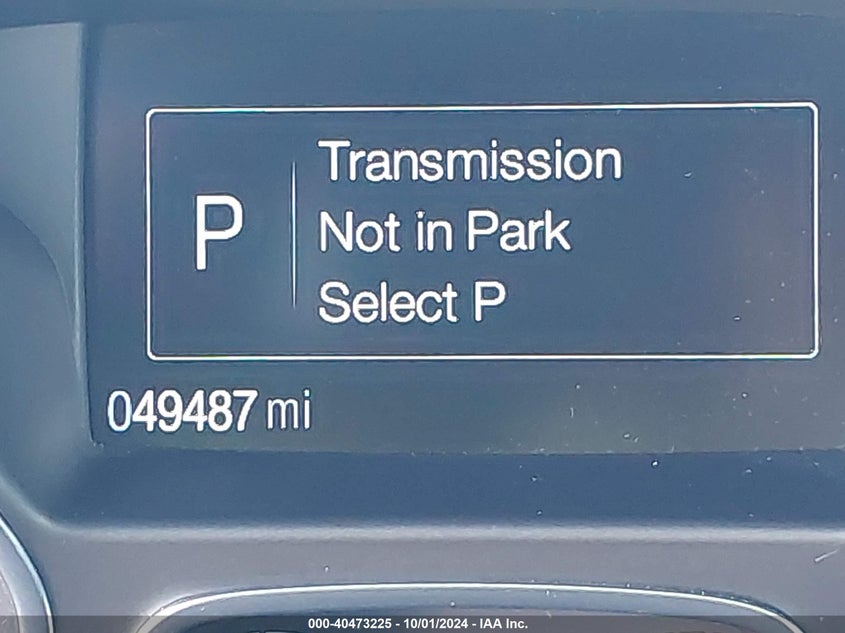 Transmission
P
Not in Park
Select P
049487 mi
000-40473225 - 10/01/2024 - IAA Inc.